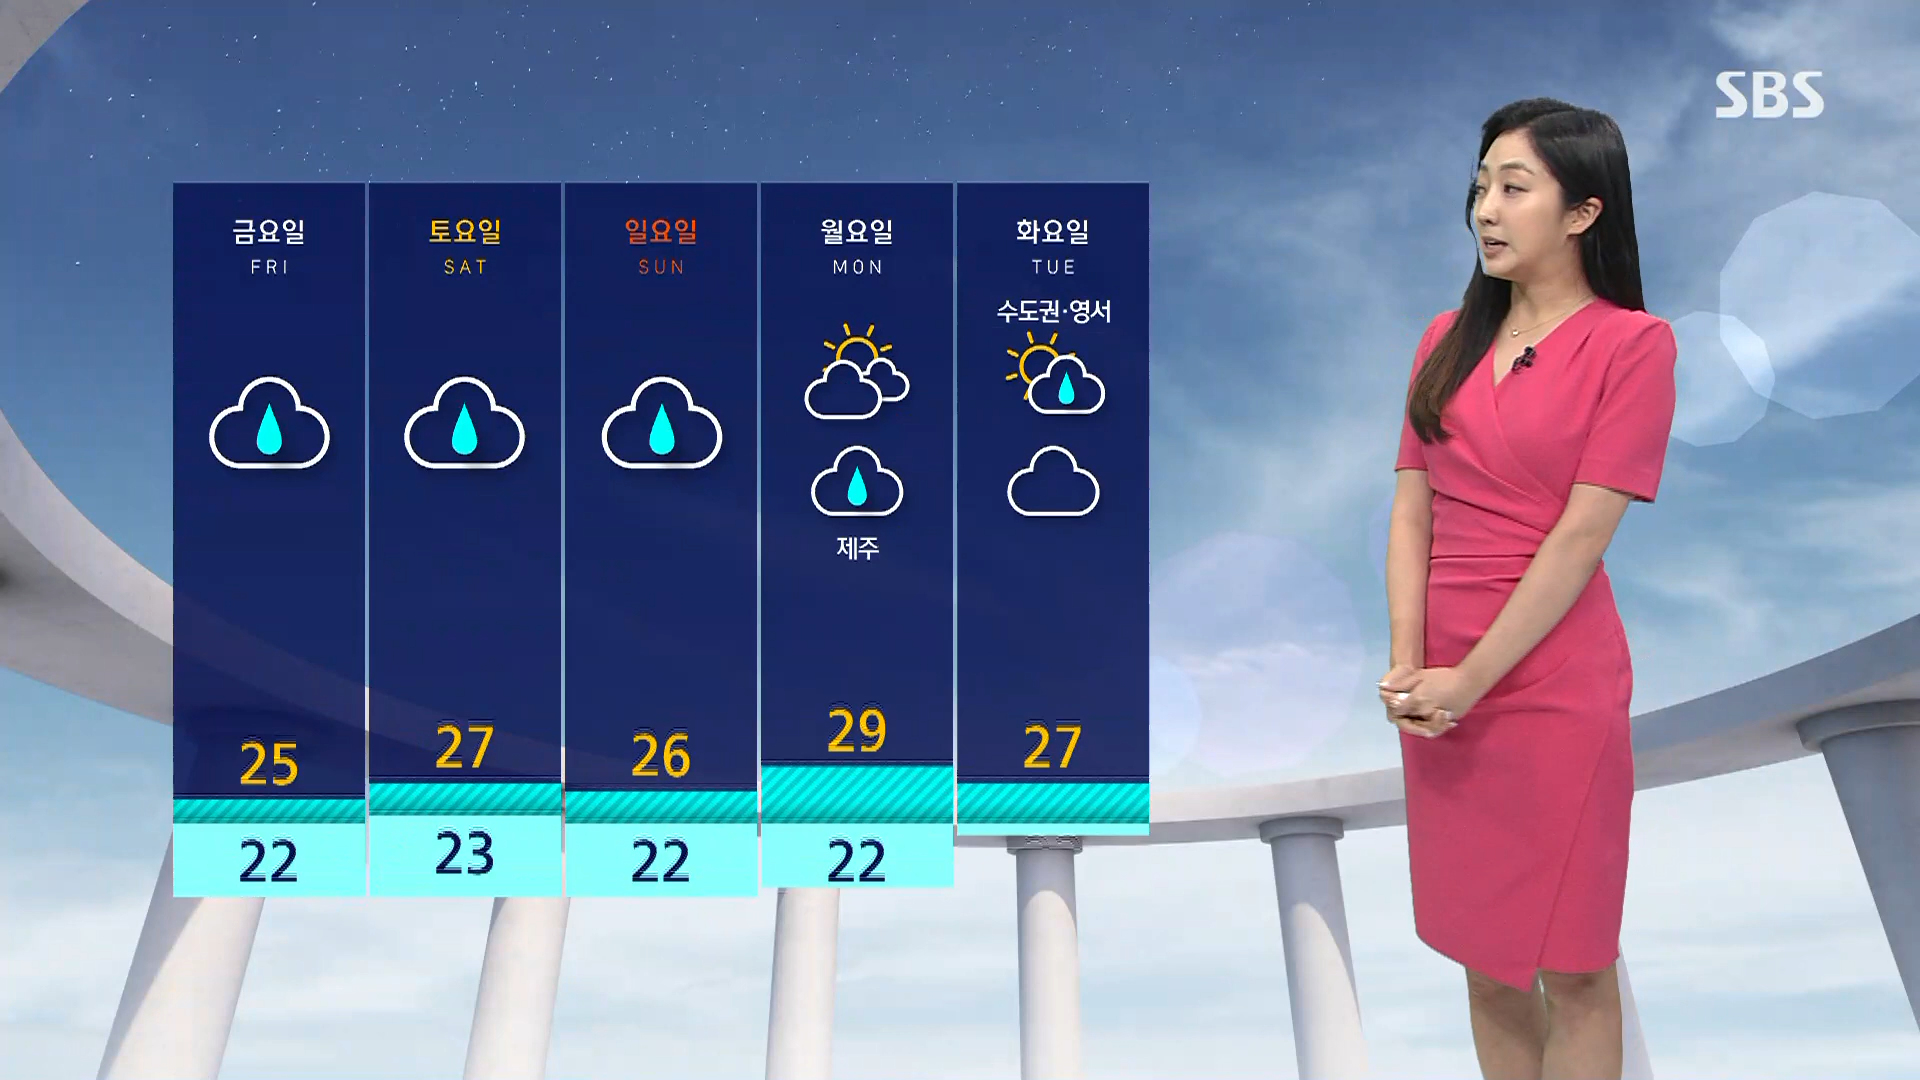 SBS
금요일
FRI
25
22
토요일
SAT
27
23
일요일
SUN
26
22
월요일
MON
제주
29
22
화요일
TUE
수도권·영서
27